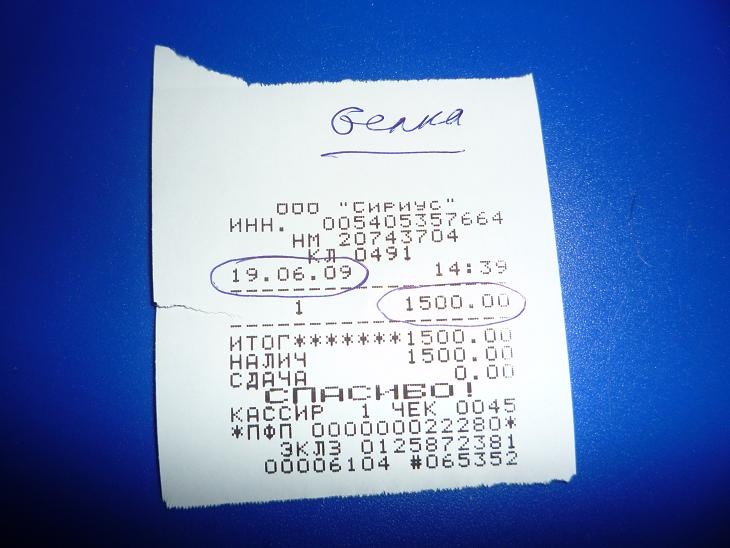 Белка
ООО "СИРИУС"
ИНН. 005405357664
НМ 20743704
КЛ 0491
19.06.09 14:39
1 1500.00
ИТОГ*******1500.00
НАЛИЧ 1500.00
СДАЧА 0.00
СПАСИБО!
КАССИР 1 ЧЕК 0045
*ПФП 000000022280*
ЭКЛЗ 0125872381
00006104 #065352